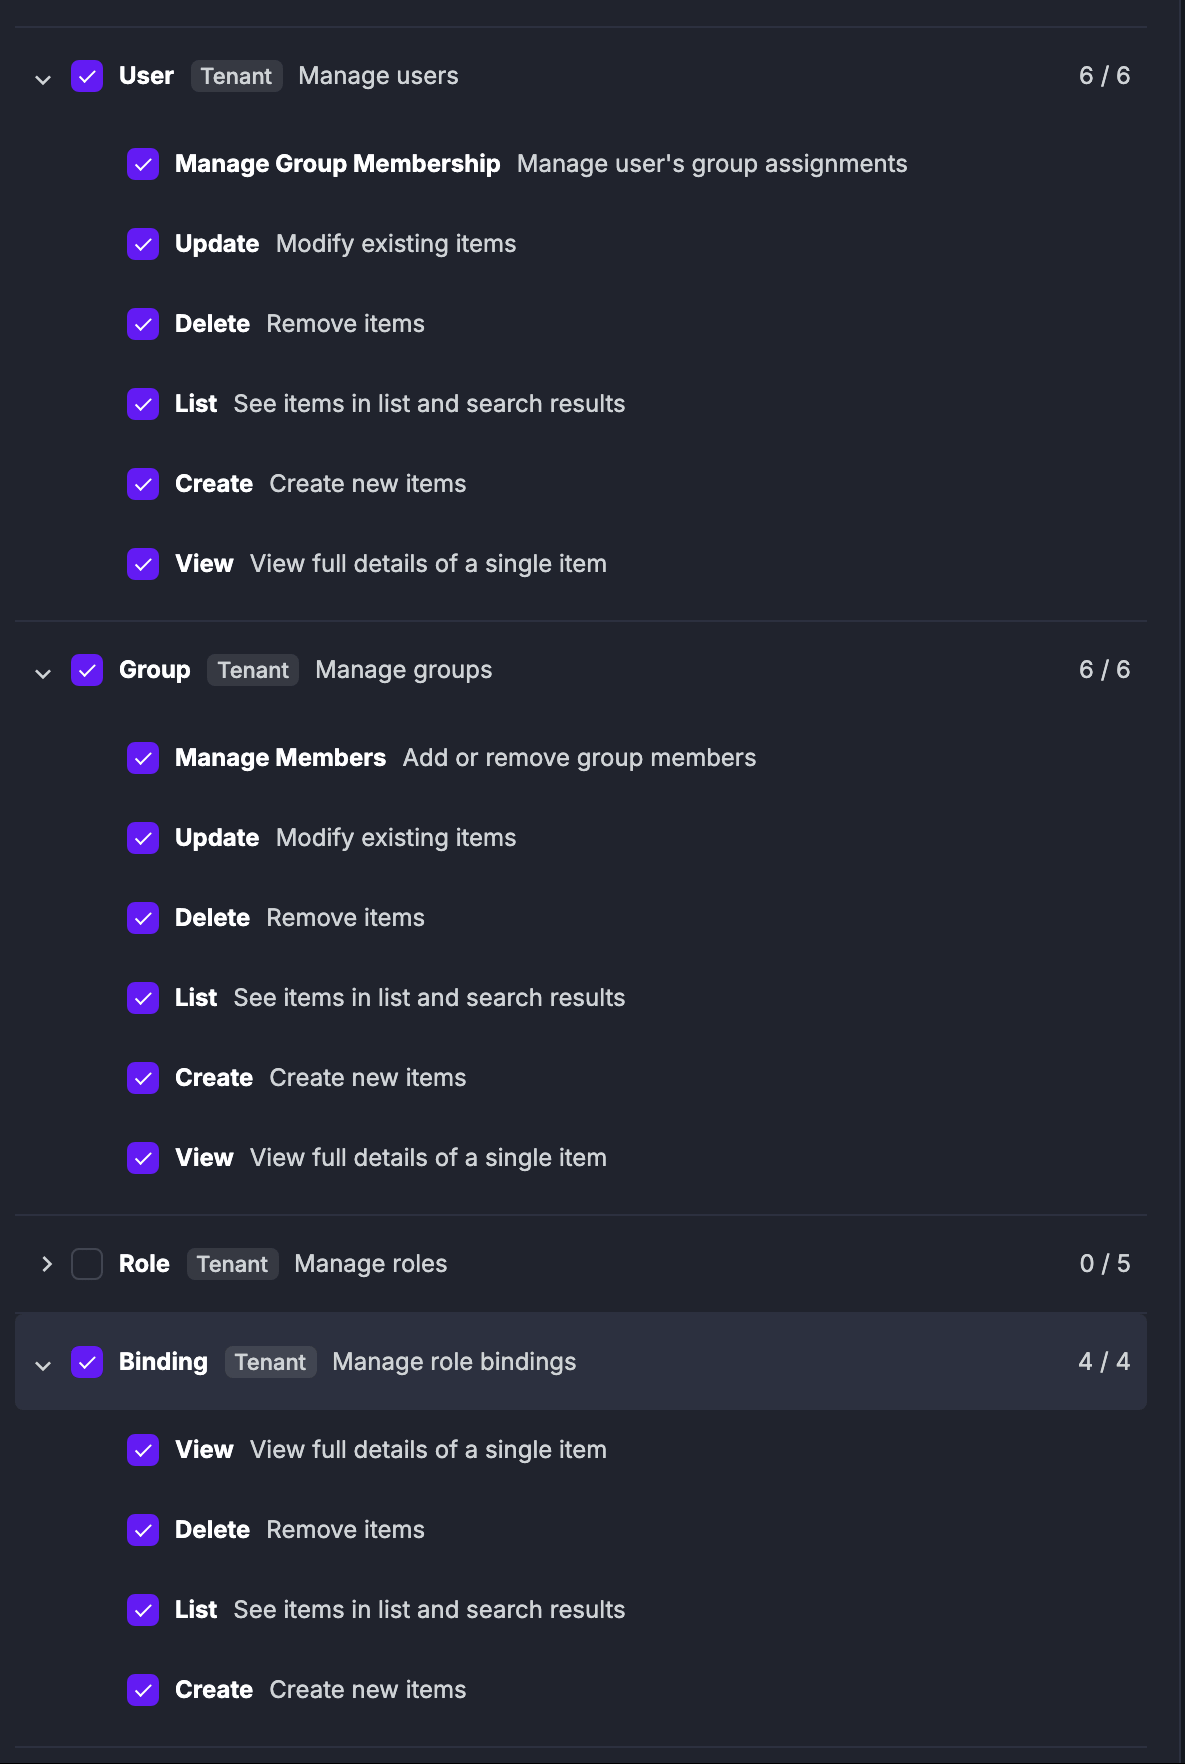 User Tenant Manage users 6 / 6
Manage Group Membership Manage user's group assignments
Update Modify existing items
Delete Remove items
List See items in list and search results
Create Create new items
View View full details of a single item
Group Tenant Manage groups 6 / 6
Manage Members Add or remove group members
Update Modify existing items
Delete Remove items
List See items in list and search results
Create Create new items
View View full details of a single item
Role Tenant Manage roles 0 / 5
Binding Tenant Manage role bindings 4 / 4
View View full details of a single item
Delete Remove items
List See items in list and search results
Create Create new items